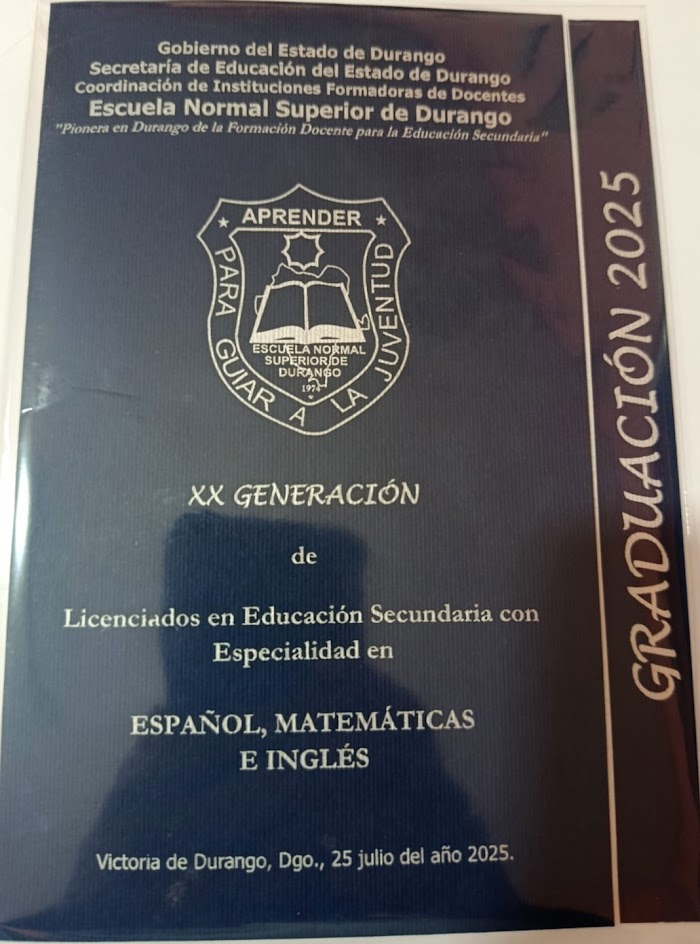 Gobierno del Estado de Durango
Secretaría de Educación del Estado de Durango
Coordinación de Instituciones Formadoras de Docentes
Escuela Normal Superior de Durango
"Pionera en Durango de la Formación Docente para la Educación Secundaria"
APRENDER
PARA GUIAR A LA JUVENTUD
ESCUELA NORMAL
SUPERIOR DE
DURANGO
1974
XX GENERACIÓN
de
Licenciados en Educación Secundaria con
Especialidad en
ESPAÑOL, MATEMÁTICAS
E INGLÉS
Victoria de Durango, Dgo., 25 julio del año 2025.
GRADUACIÓN 2025